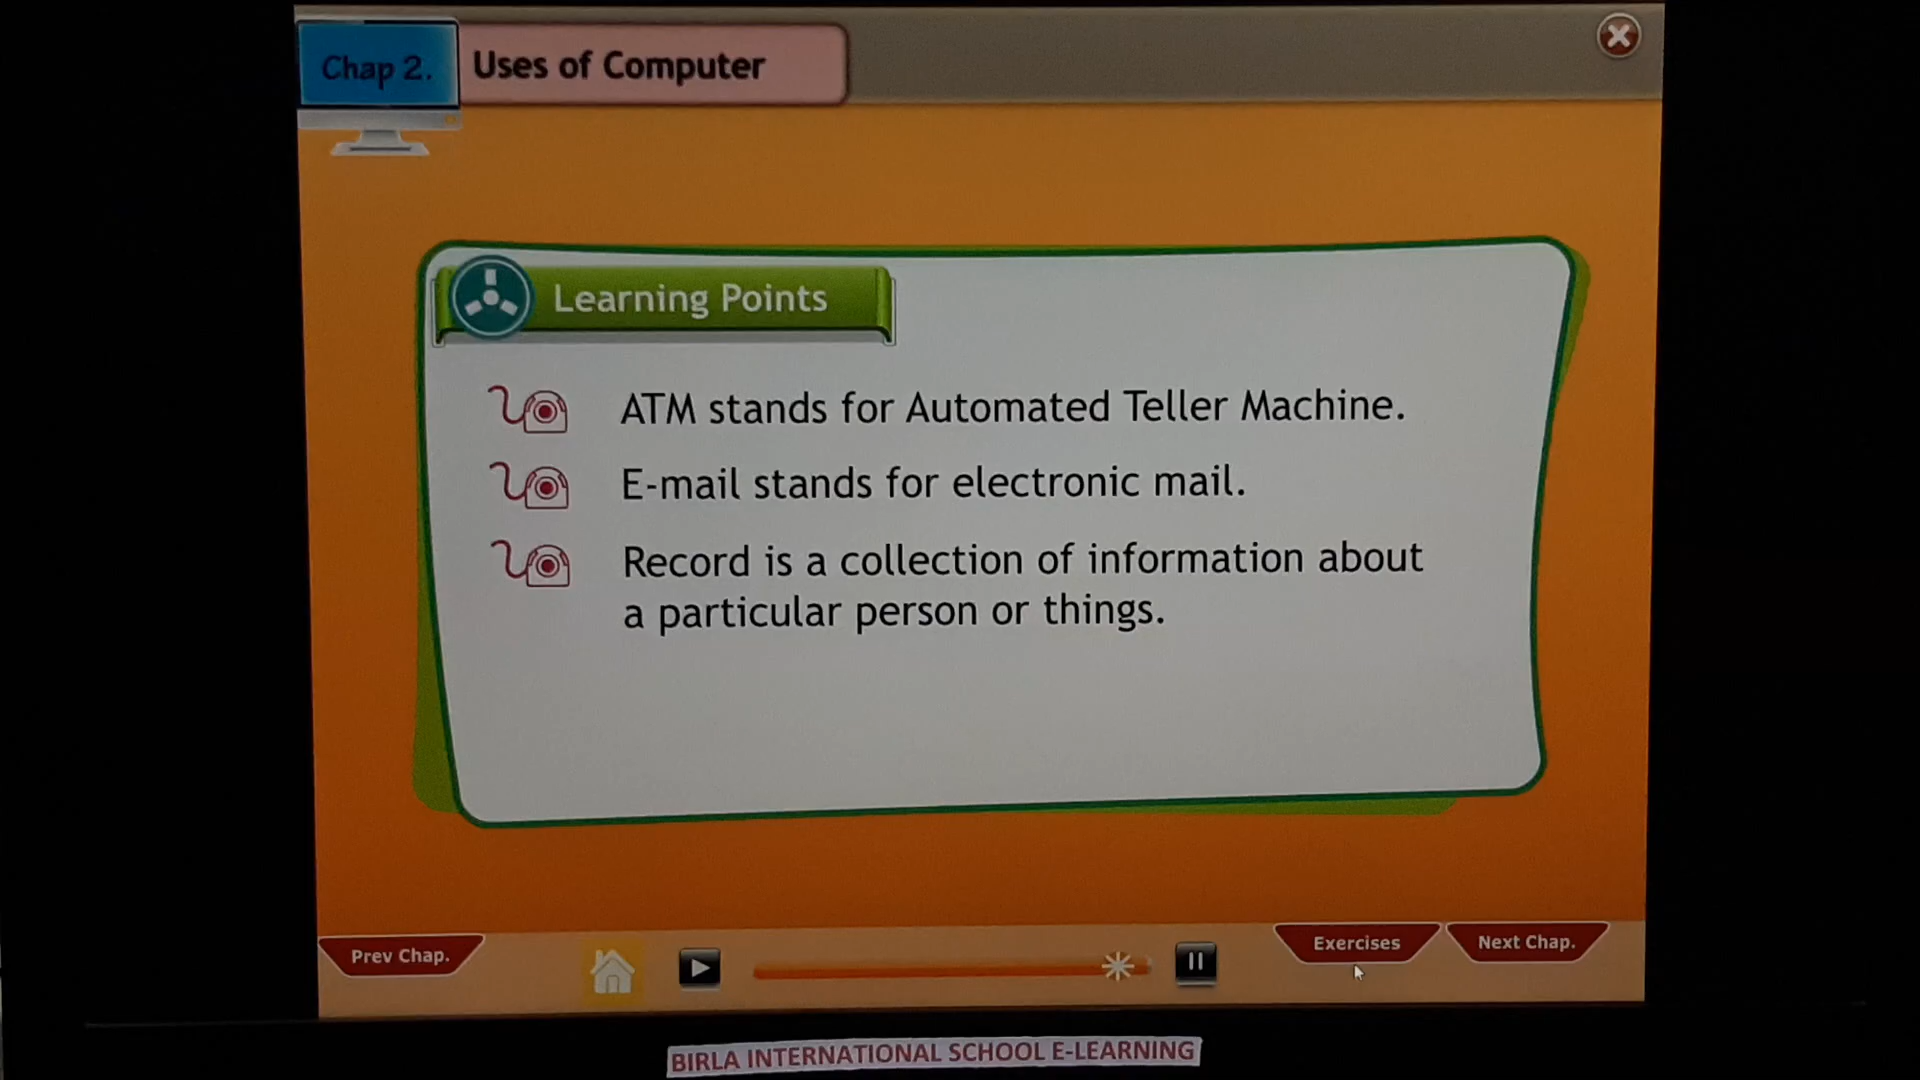 Chap 2.
Uses of Computer
Learning Points
ATM stands for Automated Teller Machine.
E-mail stands for electronic mail.
Record is a collection of information about
a particular person or things.
Prev Chap.
Exercises
Next Chap.
BIRLA INTERNATIONAL SCHOOL E-LEARNING